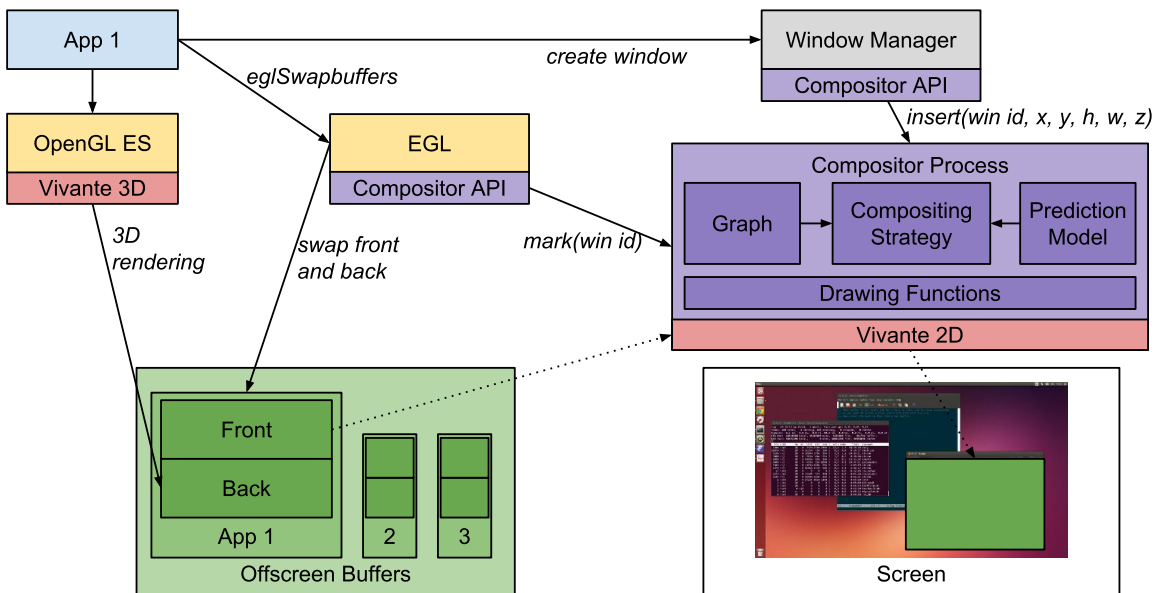 App 1
Window Manager
create window
eglSwapbuffers
Compositor API
insert(win id, x, y, h, w, z)
OpenGL ES
EGL
Compositor Process
Vivante 3D
Compositor API
Graph
Compositing
Strategy
Prediction
Model
3D
rendering
swap front
and back
mark(win id)
Drawing Functions
Vivante 2D
Front
Back
App 1
2
3
Offscreen Buffers
Screen